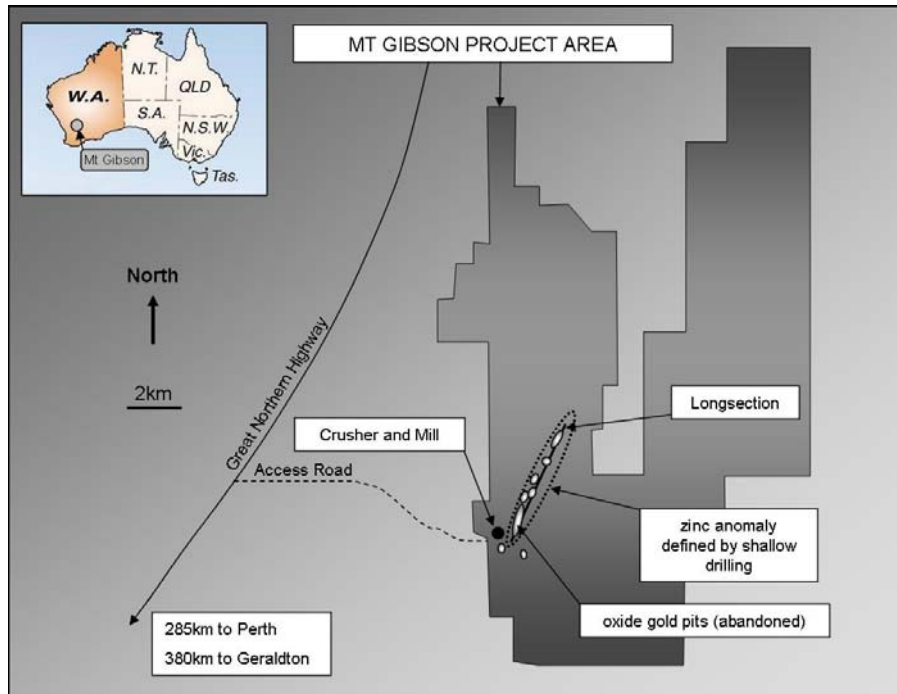 MT GIBSON PROJECT AREA
N.T.
QLD
W.A.
S.A.
N.S.W.
Vic.
Mt Gibson
Tas.
North
2km
Great Northern Highway
Longsection
Crusher and Mill
Access Road
zinc anomaly
defined by shallow
drilling
oxide gold pits (abandoned)
285km to Perth
380km to Geraldton